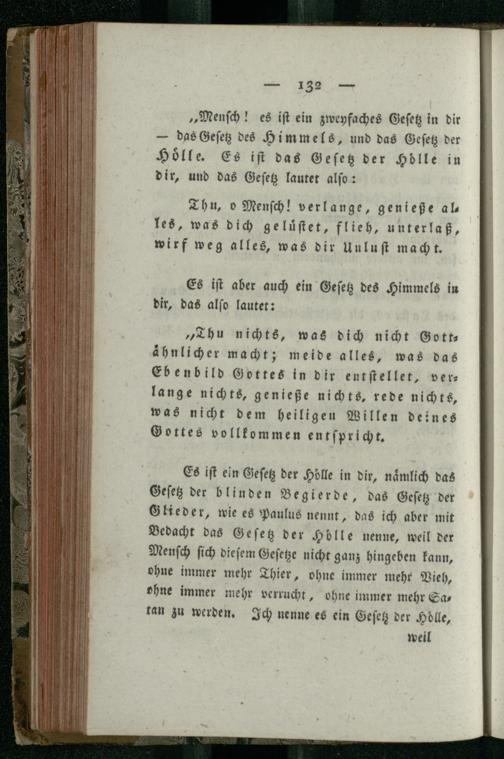 — 132 —
„Mensch! es ist ein zweyfaches Gesetz in dir
— das Gesetz des Himmels, und das Gesetz der
Hölle. Es ist das Gesetz der Hölle in
dir, und das Gesetz lautet also:
Thu, o Mensch! verlange, genieße al=
les, was dich gelüstet, flieh, unterlaß,
wirf weg alles, was dir Unlust macht.
Es ist aber auch ein Gesetz des Himmels in
dir, das also lautet:
„Thu nichts, was dich nicht Gott=
ähnlicher macht; meide alles, was das
Ebenbild Gottes in dir entstellet, ver=
lange nichts, genieße nichts, rede nichts,
was nicht dem heiligen Willen deines
Gottes vollkommen entspricht.
Es ist ein Gesetz der Hölle in dir, nämlich das
Gesetz der blinden Begierde, das Gesetz der
Glieder, wie es Paulus nennt, das ich aber mit
Bedacht das Gesetz der Hölle nenne, weil der
Mensch sich diesem Gesetze nicht ganz hingeben kann,
ohne immer mehr Thier, ohne immer mehr Vieh,
ohne immer mehr verrucht, ohne immer mehr Sa=
tan zu werden. Ich nenne es ein Gesetz der Hölle,
weil